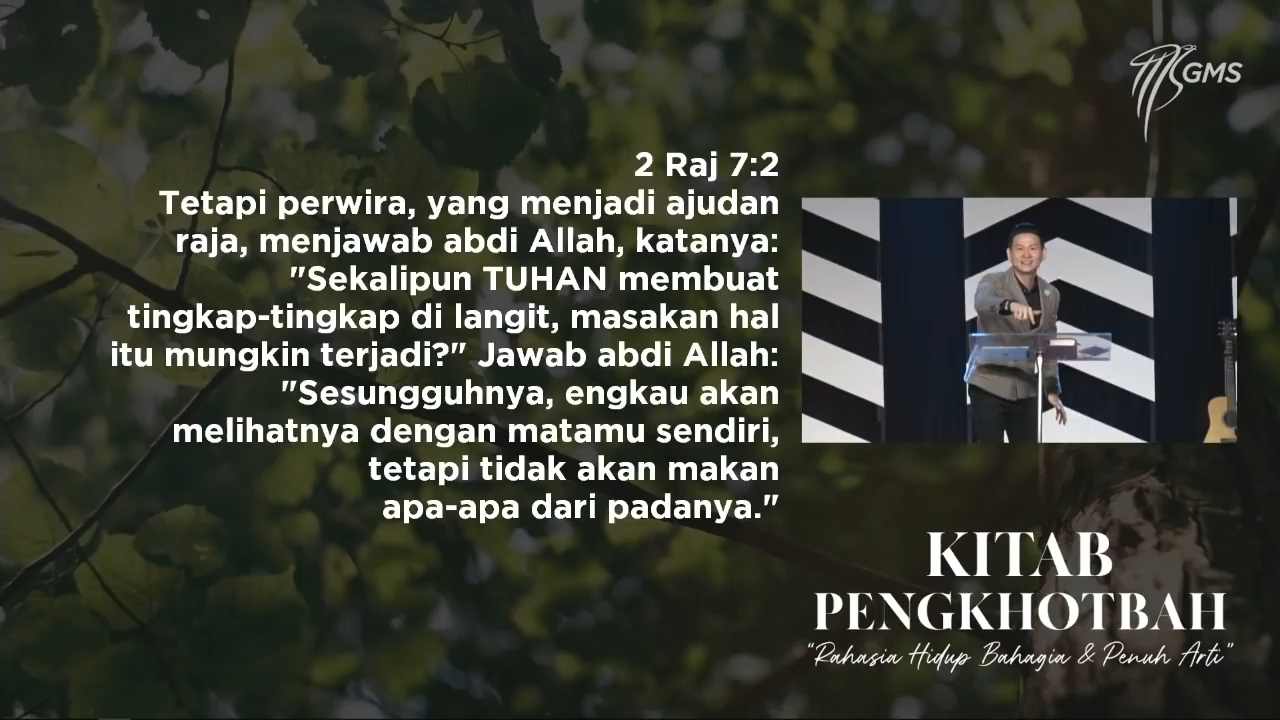 GMS
2 Raj 7:2
Tetapi perwira, yang menjadi ajudan
raja, menjawab abdi Allah, katanya:
"Sekalipun TUHAN membuat
tingkap-tingkap di langit, masakan hal
itu mungkin terjadi?" Jawab abdi Allah:
"Sesungguhnya, engkau akan
melihatnya dengan matamu sendiri,
tetapi tidak akan makan
apa-apa dari padanya."
KITAB
PENGKHOTBAH
"Rahasia Hidup Bahagia & Penuh Arti"